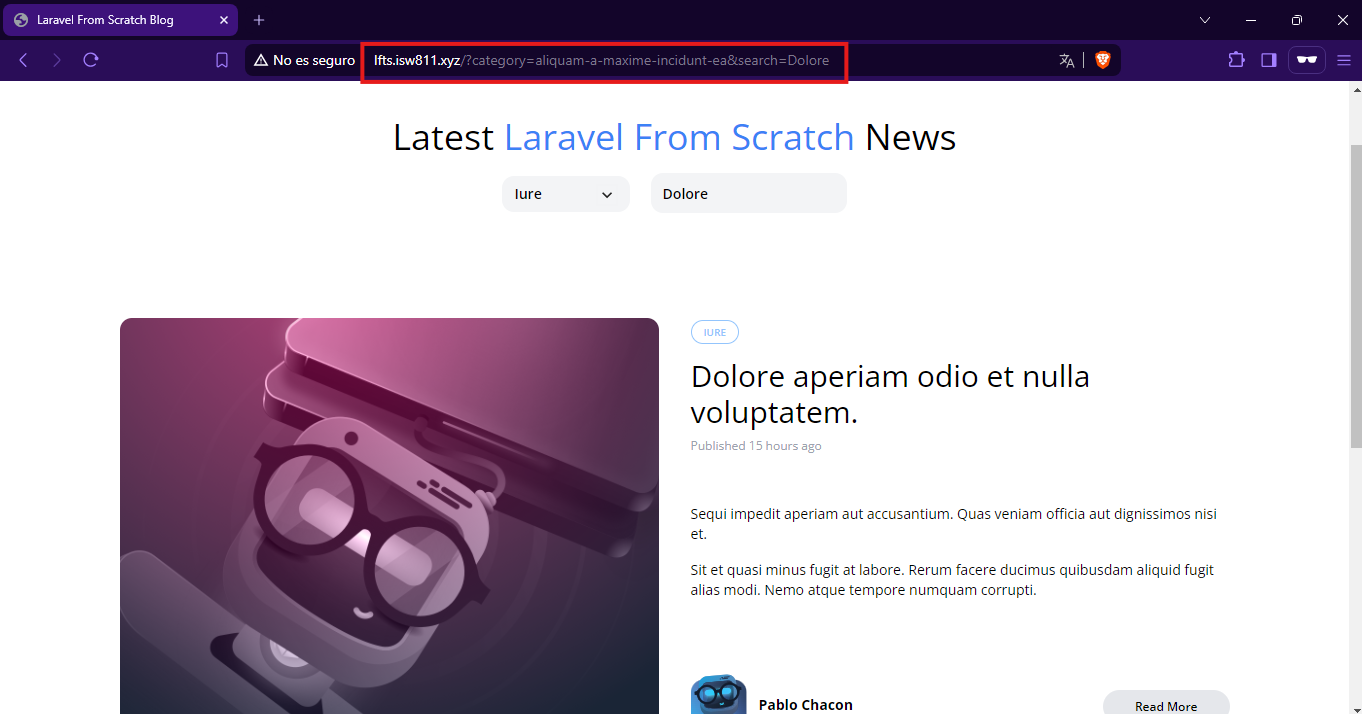 Laravel From Scratch Blog
No es seguro lfts.isw811.xyz/?category=aliquam-a-maxime-incidunt-ea&search=Dolore
Latest Laravel From Scratch News
Iure
Dolore
IURE
Dolore aperiam odio et nulla
voluptatem.
Published 15 hours ago
Sequi impedit aperiam aut accusantium. Quas veniam officia aut dignissimos nisi
et.
Sit et quasi minus fugit at labore. Rerum facere ducimus quibusdam aliquid fugit
alias modi. Nemo atque tempore numquam corrupti.
Pablo Chacon
Read More